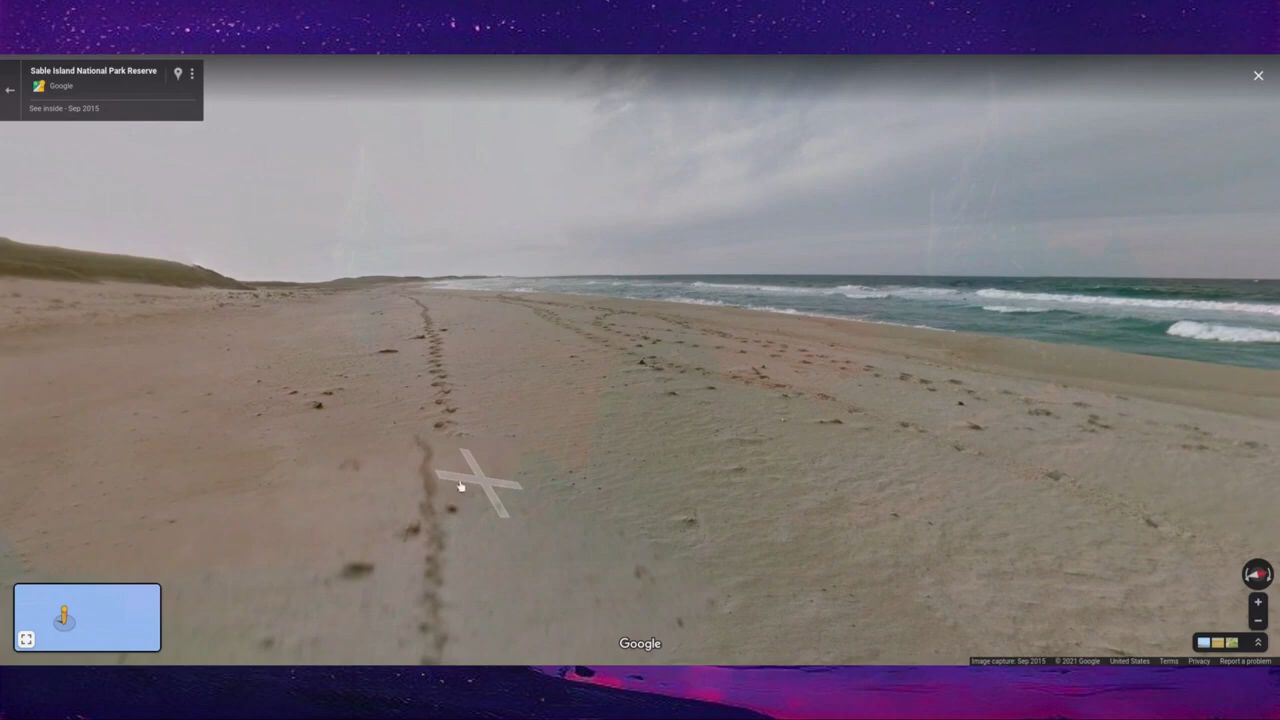 Sable Island National Park Reserve
Google
See inside - Sep 2015
Google
Image capture: Sep 2015 © 2021 Google United States Terms Privacy Report a problem